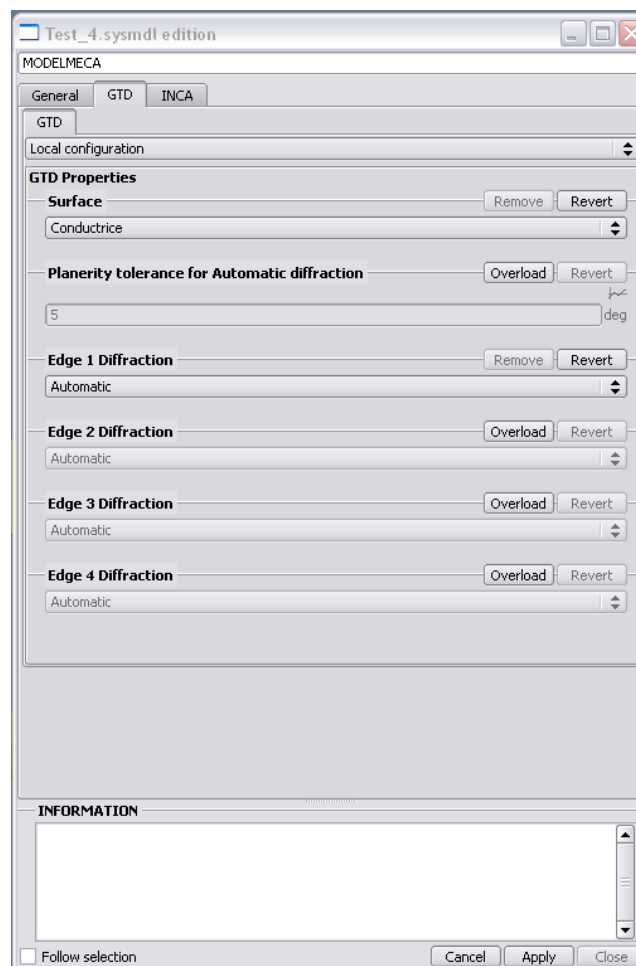 Test_4.sysmdl edition
MODELMECA
General GTD INCA
GTD
Local configuration
GTD Properties
Surface Remove Revert
Conductrice
Planerity tolerance for Automatic diffraction Overload Revert
5 deg
Edge 1 Diffraction Remove Revert
Automatic
Edge 2 Diffraction Overload Revert
Automatic
Edge 3 Diffraction Overload Revert
Automatic
Edge 4 Diffraction Overload Revert
Automatic
INFORMATION
Follow selection Cancel Apply Close